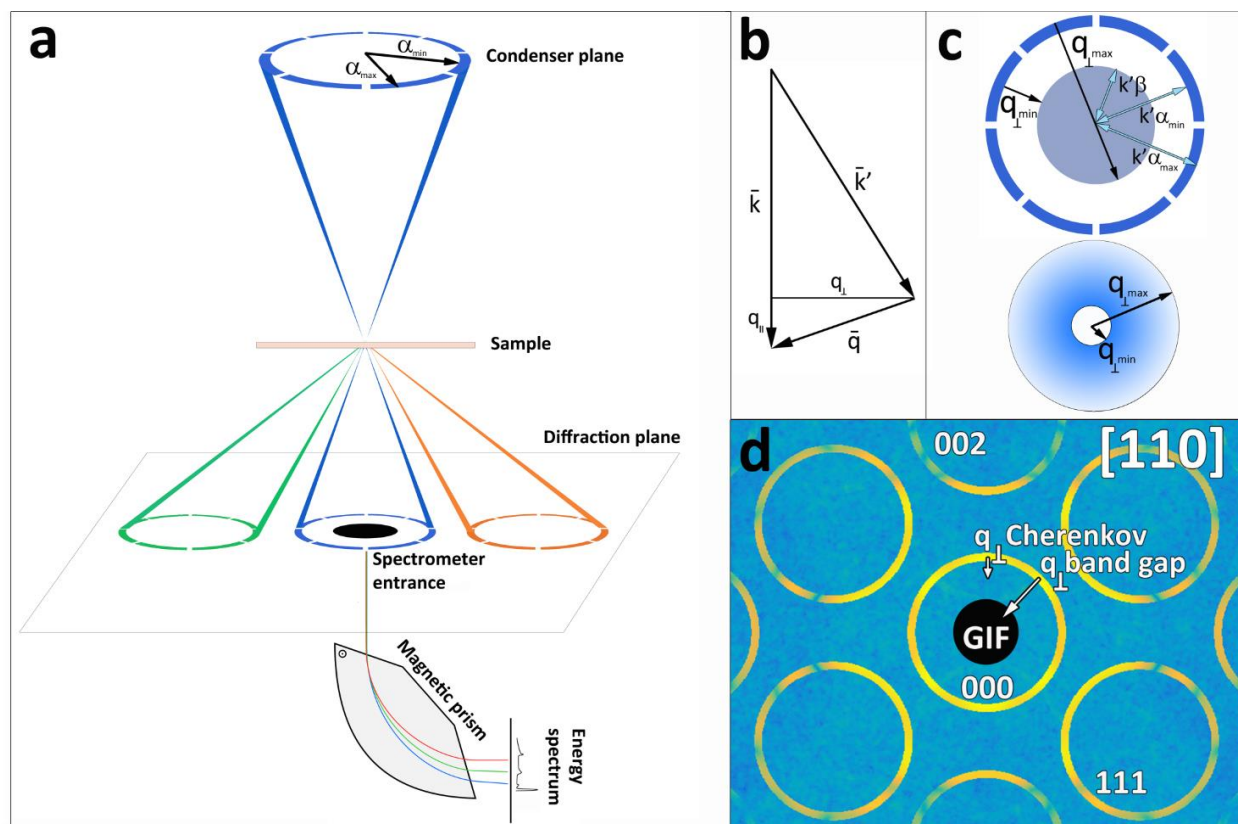 a
αmin
αmax
Condenser plane
Sample
Diffraction plane
Spectrometer
entrance
Magnetic prism
Energy
spectrum
b
k̄
k̄’
q⊥
q||
q̄
c
q⊥max
q⊥min
k’β
k’αmin
k’αmax
q⊥max
q⊥min
d
002
[110]
q⊥ Cherenkov
q⊥ band gap
GIF
000
111